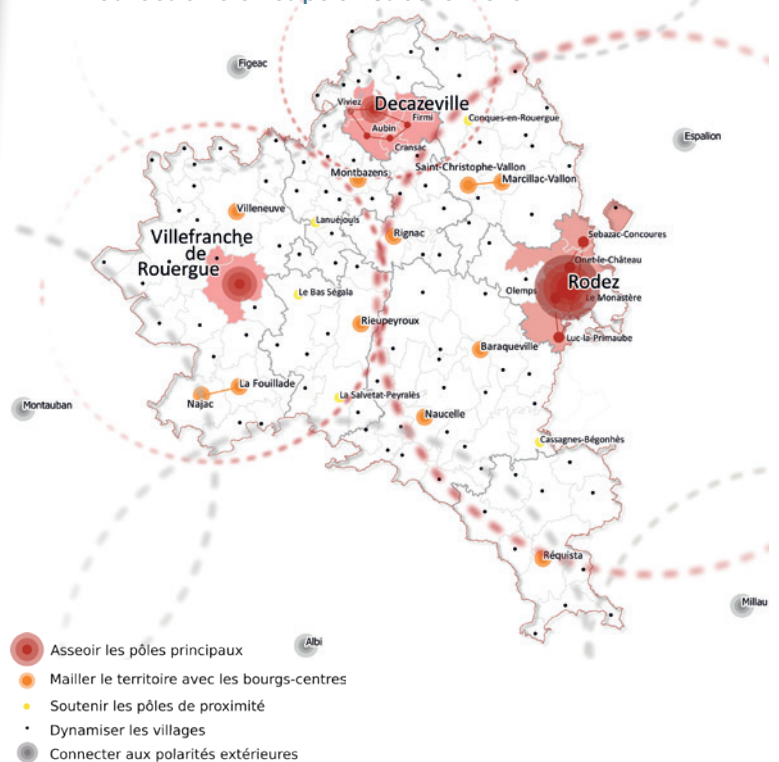 Figeac
Viviez
Decazeville
Firmi
Aubin
Cransac
Conques-en-Rouergue
Espalion
Montbazens
Saint-Christophe-Vallon
Marcillac-Vallon
Villeneuve
Lanuéjouls
Rignac
Sebazac-Concoures
Villefranche
de
Rouergue
Onet-le-Château
Rodez
Olemps
Le Monastère
Le Bas Ségala
Rieupeyroux
Luc-la-Primaube
Baraqueville
La Fouillade
Najac
Montauban
La Salvetat-Peyralès
Naucelle
Cassagnes-Bégonhès
Réquista
Millau
Albi
Asseoir les pôles principaux
Mailler le territoire avec les bourgs-centres
Soutenir les pôles de proximité
Dynamiser les villages
Connecter aux polarités extérieures